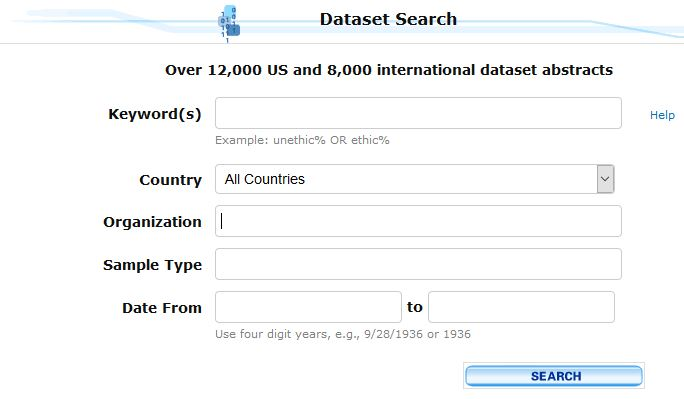 Dataset Search
Over 12,000 US and 8,000 international dataset abstracts
Keyword(s)
Help
Example: unethic% OR ethic%
Country All Countries
Organization
Sample Type
Date From to
Use four digit years, e.g., 9/28/1936 or 1936
SEARCH